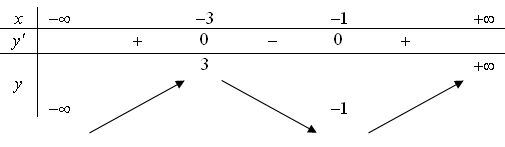 x −∞ −3 −1 +∞
y' + 0 − 0 +
3 +∞
y
−∞ −1